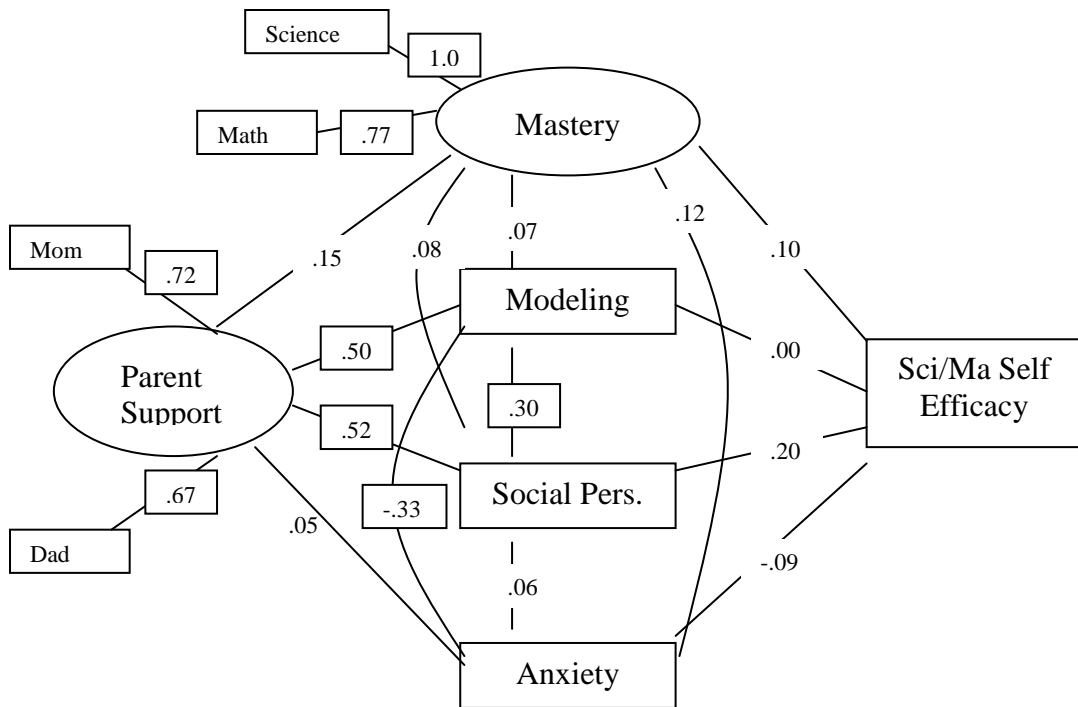 Science
1.0
Math
.77
Mastery
Mom
.72
.15
.08
.07
.12
.10
Modeling
.50
.00
Parent
Support
Sci/Ma Self
Efficacy
.30
.52
.20
Social Pers.
.67
-.33
.05
Dad
.06
-.09
Anxiety